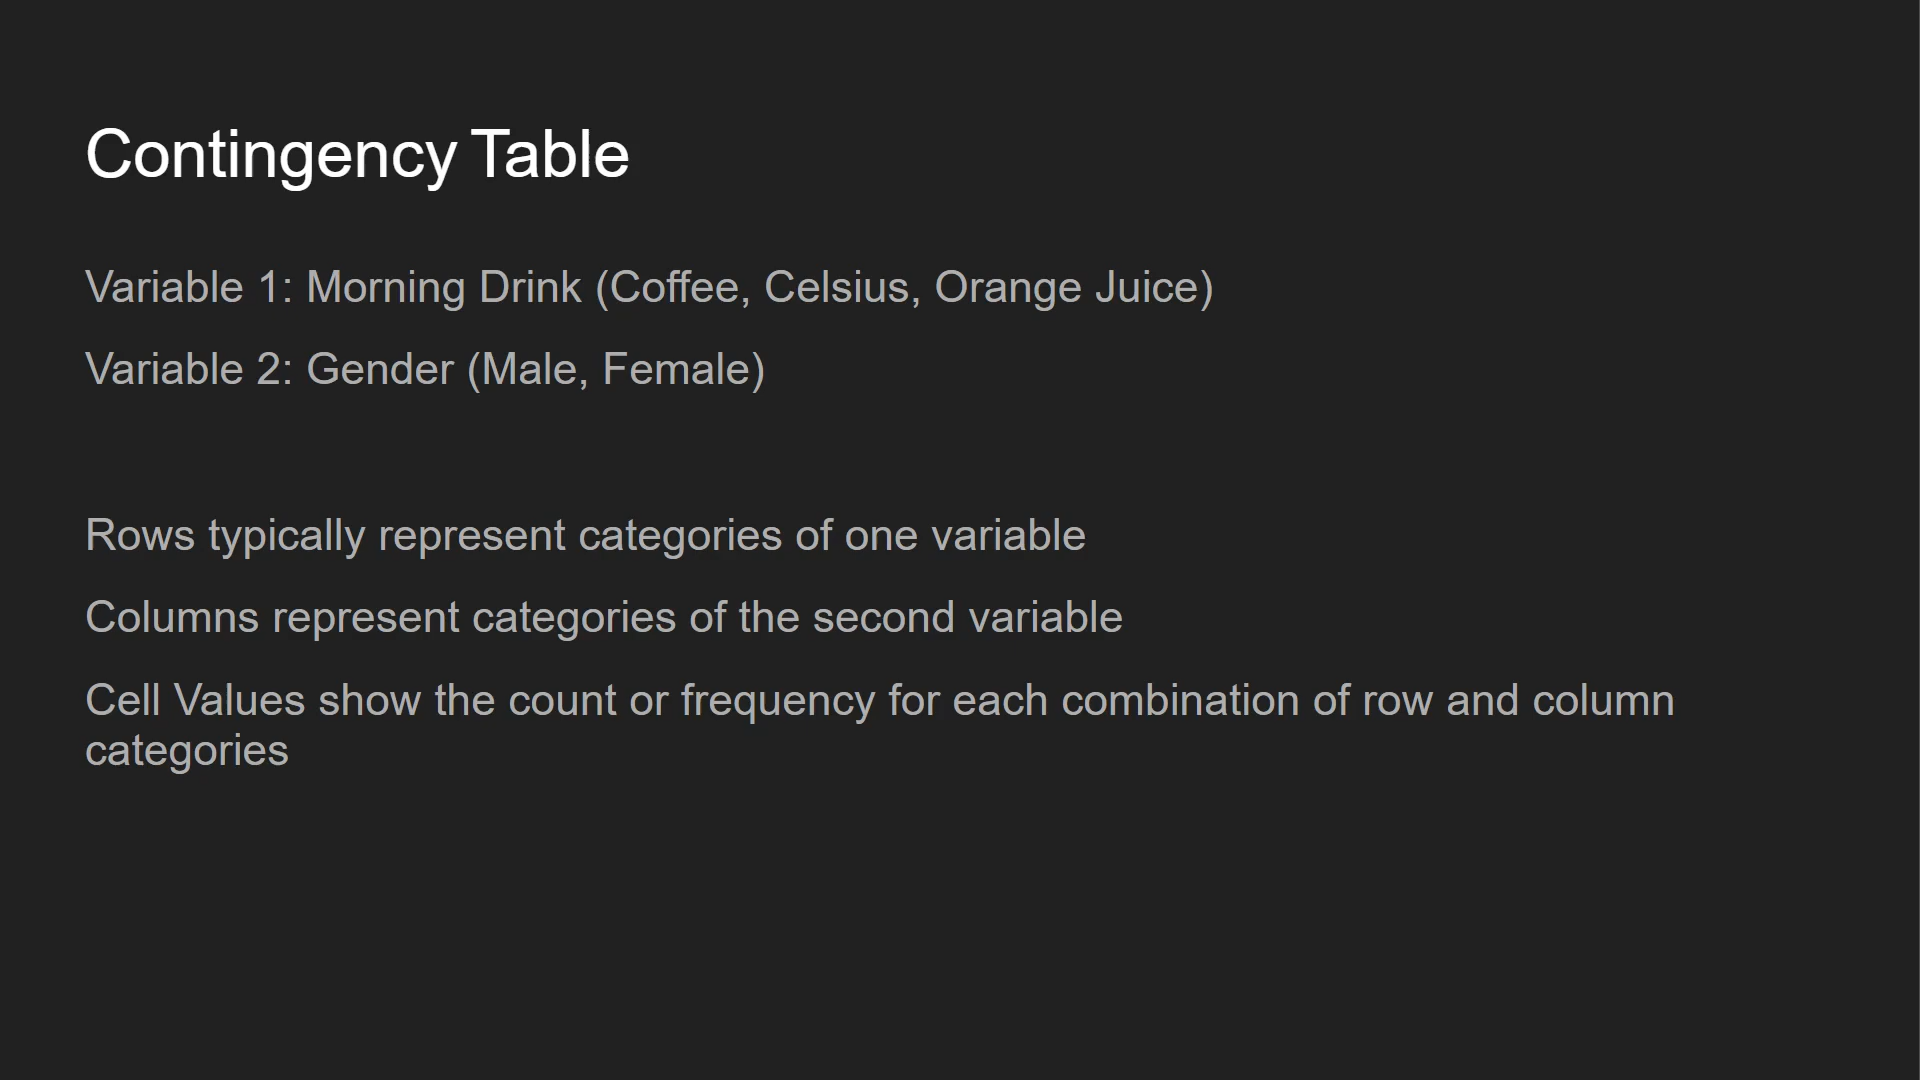 Contingency Table
Variable 1: Morning Drink (Coffee, Celsius, Orange Juice)
Variable 2: Gender (Male, Female)
Rows typically represent categories of one variable
Columns represent categories of the second variable
Cell Values show the count or frequency for each combination of row and column
categories